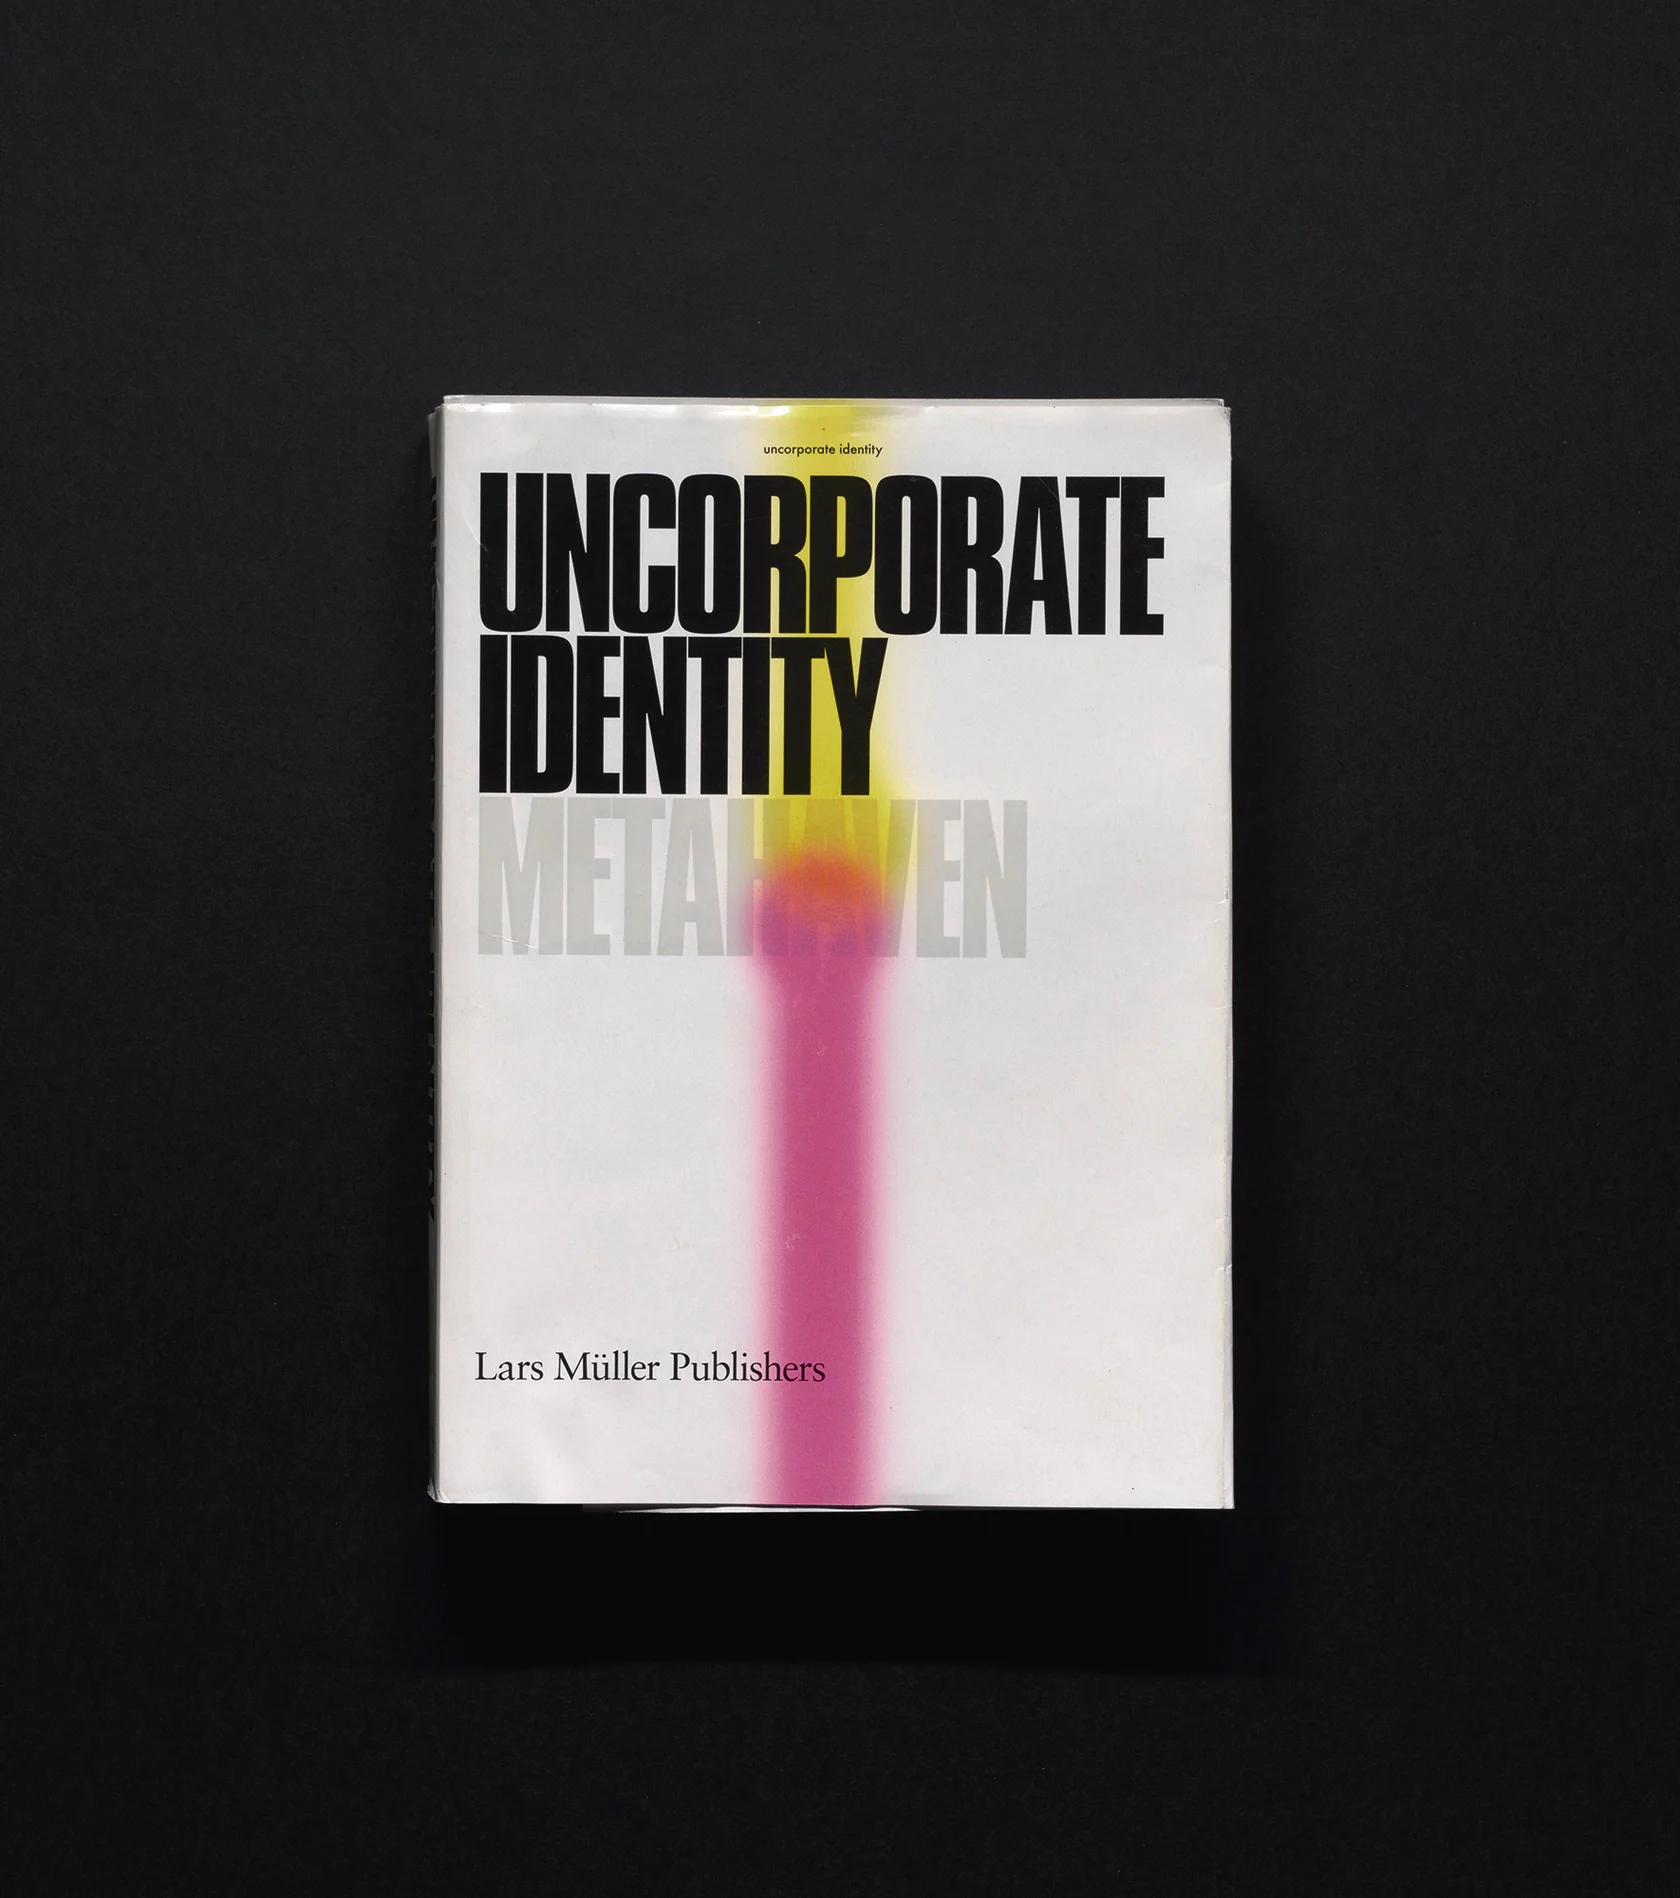 uncorporate identity
UNCORPORATE
IDENTITY
METAHAVEN
Lars Müller Publishers